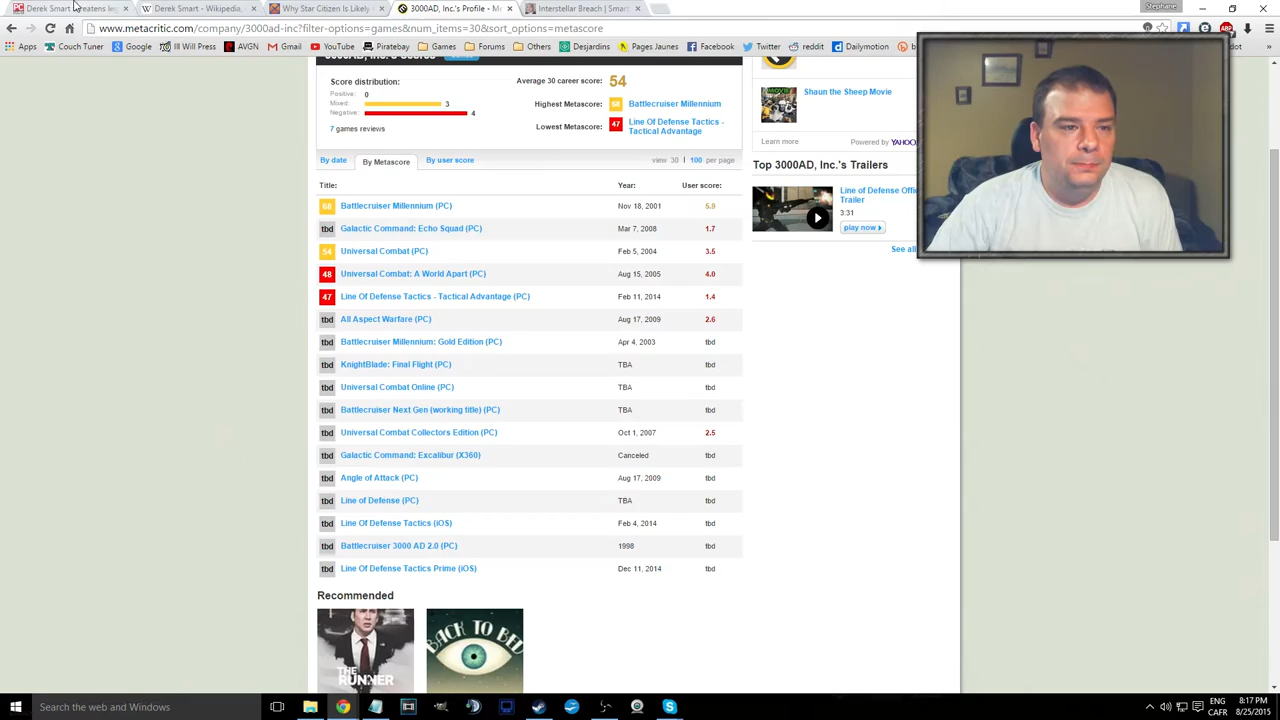 Derek Smart threatens leg
Derek Smart - Wikipedia,
Why Star Citizen Is Likely
3000AD, Inc.'s Profile - Me
Interstellar Breach | Smart
Stephane
www.metacritic.com/company/3000ad-inc?filter-options=games&num_items=30&sort_options=metascore
Apps
Couch Tuner
Google
Ill Will Press
AVGN
Gmail
YouTube
Piratebay
Games
Forums
Desjardins
Pages Jaunes
Facebook
Twitter
reddit
Dailymotion
3000AD, Inc.'s Scores
Score distribution:
Positive: 0
Mixed: 3
Negative: 4
7 games reviews
Average 30 career score: 54
Highest Metascore: 68 Battlecruiser Millennium
Lowest Metascore: 47 Line Of Defense Tactics - Tactical Advantage
By date
By Metascore
By user score
view 30 | 100 per page
Title: Year: User score:
68 Battlecruiser Millennium (PC) Nov 18, 2001 5.9
tbd Galactic Command: Echo Squad (PC) Mar 7, 2008 1.7
54 Universal Combat (PC) Feb 5, 2004 3.5
48 Universal Combat: A World Apart (PC) Aug 15, 2005 4.0
47 Line Of Defense Tactics - Tactical Advantage (PC) Feb 11, 2014 1.4
tbd All Aspect Warfare (PC) Aug 17, 2009 2.6
tbd Battlecruiser Millennium: Gold Edition (PC) Apr 4, 2003 tbd
tbd KnightBlade: Final Flight (PC) TBA tbd
tbd Universal Combat Online (PC) TBA tbd
tbd Battlecruiser Next Gen (working title) (PC) TBA tbd
tbd Universal Combat Collectors Edition (PC) Oct 1, 2007 2.5
tbd Galactic Command: Excalibur (X360) Canceled tbd
tbd Angle of Attack (PC) Aug 17, 2009 tbd
tbd Line of Defense (PC) TBA tbd
tbd Line Of Defense Tactics (iOS) Feb 4, 2014 tbd
tbd Battlecruiser 3000 AD 2.0 (PC) 1998 tbd
tbd Line Of Defense Tactics Prime (iOS) Dec 11, 2014 tbd
Recommended
THE RUNNER
BACK TO BED
Shaun the Sheep Movie
Learn more
Powered by YAHOO
Top 3000AD, Inc.'s Trailers
Line of Defense Offi
Trailer
3:31
play now
See all
Search the web and Windows
ENG
CAFR
8:17 PM
8/25/2015